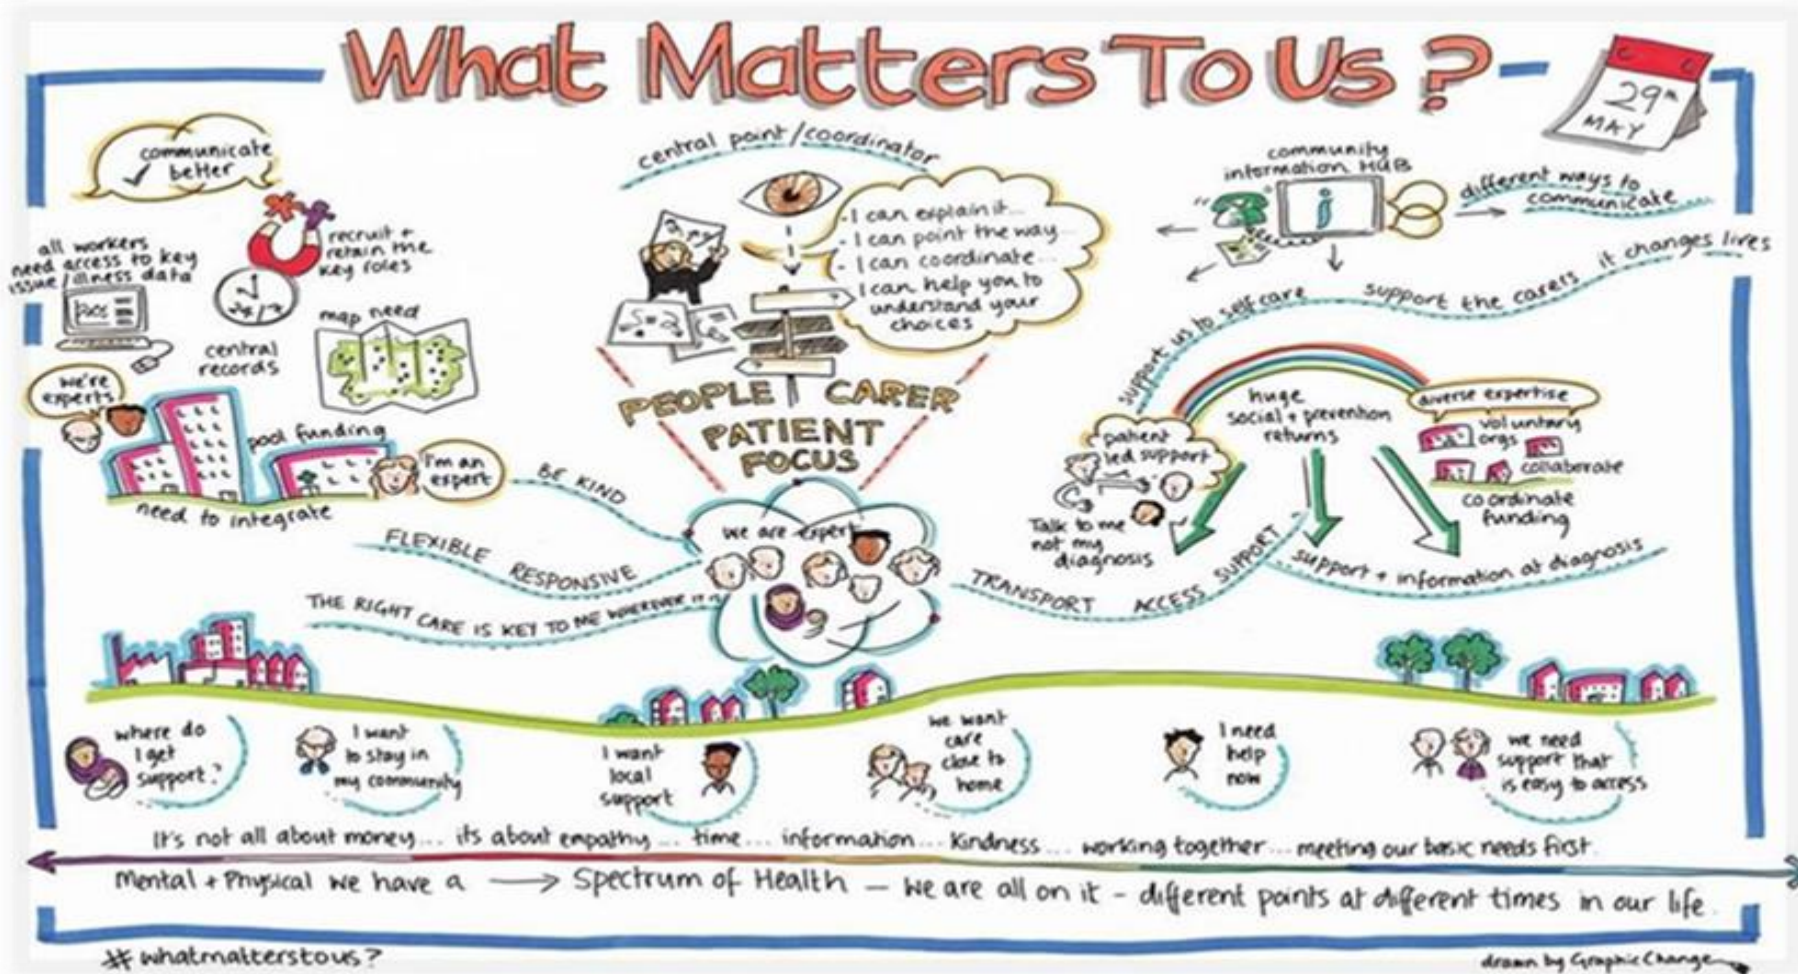 What Matters To Us?
29th
MAY
communicate
better
all workers
need access to key
issue/illness data
recruit +
retain the
key roles
map need
central
records
we're
experts
pool funding
I'm an
expert
need to integrate
central point/coordinator
- I can explain it...
- I can point the way...
- I can coordinate...
I can help you to
understand your
choices
PEOPLE CARER
PATIENT
FOCUS
community
information HUB
i
different ways to
communicate
support us to self care
support the carers
it changes lives
huge
social + prevention
returns
diverse expertise
voluntary
orgs
collaborate
coordinate
funding
patient
led support
Talk to me
not my
diagnosis
support + information at diagnosis
BE KIND
FLEXIBLE RESPONSIVE
THE RIGHT CARE IS KEY TO ME WHEREVER IT IS
we are expert
TRANSPORT ACCESS SUPPORT
where do
I get
support?
I want
to stay in
my community
I want
local
support
we want
care
close to
home
I need
help
now
we need
support that
is easy to access
It's not all about money... its about empathy... time... information... Kindness... working together... meeting our basic needs first.
Mental + Physical we have a → Spectrum of Health – we are all on it – different points at different times in our life.
# whatmatterstous?
drawn by Graphic Change